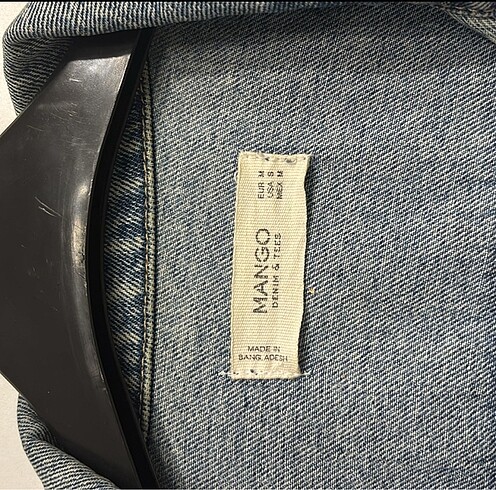 MANGO
DENIM & TEES
EUR M
USA S
MEX M
MADE IN
BANGLADESH